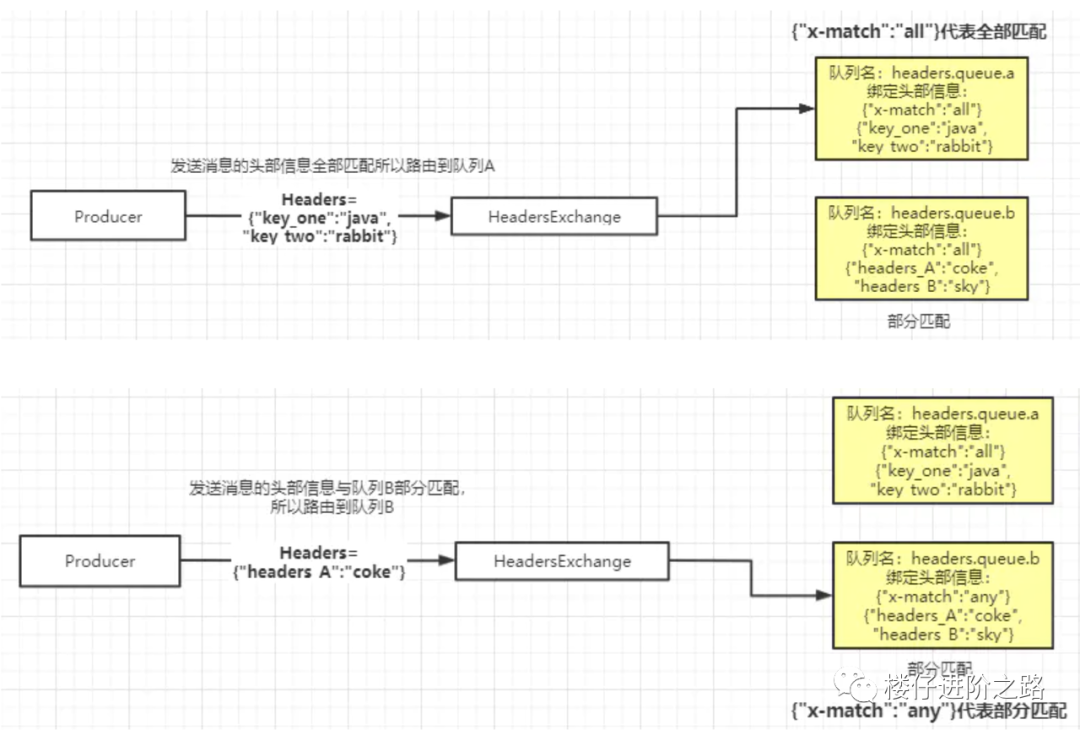 {"x-match":"all"}代表全部匹配
队列名：headers.queue.a
绑定头部信息：
{"x-match":"all"}
{"key_one":"java",
"key two":"rabbit"}
发送消息的头部信息全部匹配所以路由到队列A
Producer
Headers=
{"key_one":"java",
"key two":"rabbit"}
HeadersExchange
队列名：headers.queue.b
绑定头部信息：
{"x-match":"all"}
{"headers_A":"coke",
"headers B":"sky"}
部分匹配
队列名：headers.queue.a
绑定头部信息：
{"x-match":"all"}
{"key_one":"java",
"key two":"rabbit"}
发送消息的头部信息与队列B部分匹配，
所以路由到队列B
Producer
Headers=
{"headers A":"coke"}
HeadersExchange
队列名：headers.queue.b
绑定头部信息：
{"x-match":"any"}
{"headers_A":"coke",
"headers B":"sky"}
部分匹配
楼仔进阶之路
{"x-match":"any"}代表部分匹配